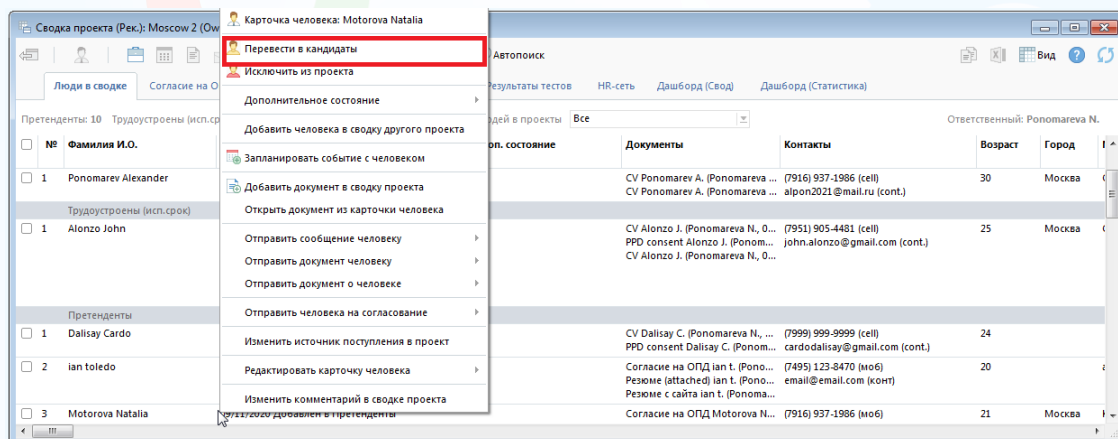 Сводка проекта (Рек.): Moscow 2 (Ow
Карточка человека: Motorova Natalia
Перевести в кандидаты
Исключить из проекта
Дополнительное состояние
Добавить человека в сводку другого проекта
Запланировать событие с человеком
Добавить документ в сводку проекта
Открыть документ из карточки человека
Отправить сообщение человеку
Отправить документ человеку
Отправить документ о человеке
Отправить человека на согласование
Изменить источник поступления в проект
Редактировать карточку человека
Изменить комментарий в сводке проекта
Автопоиск Вид
Люди в сводке Согласие на О Результаты тестов HR-сеть Дашборд (Свод) Дашборд (Статистика)
Претенденты: 10 Трудоустроены (исп.ср дей в проекты Все Ответственный: Ponomareva N.
№ Фамилия И.О. оп. состояние Документы Контакты Возраст Город
1 Ponomarev Alexander CV Ponomarev A. (Ponomareva ... (7916) 937-1986 (cell) 30 Москва
CV Ponomarev A. (Ponomareva ... alpon2021@mail.ru (cont.)
Трудоустроены (исп.срок)
1 Alonzo John CV Alonzo J. (Ponomareva N., 0... (7951) 905-4481 (cell) 25 Москва
PPD consent Alonzo J. (Ponom... john.alonzo@gmail.com (cont.)
CV Alonzo J. (Ponomareva N., 0...
Претенденты
1 Dalisay Cardo CV Dalisay C. (Ponomareva N., ... (7999) 999-9999 (cell) 24
PPD consent Dalisay C. (Ponom... cardodalisay@gmail.com (cont.)
2 ian toledo Согласие на ОПД ian t. (Pono... (7495) 123-8470 (моб) 20
Резюме (attached) ian t. (Pono... email@email.com (конт)
Резюме с сайта ian t. (Ponoma...
3 Motorova Natalia 9/11/2020 Добавлен в Претенденты Согласие на ОПД Motorova N... (7916) 937-1986 (моб) 21 Москва